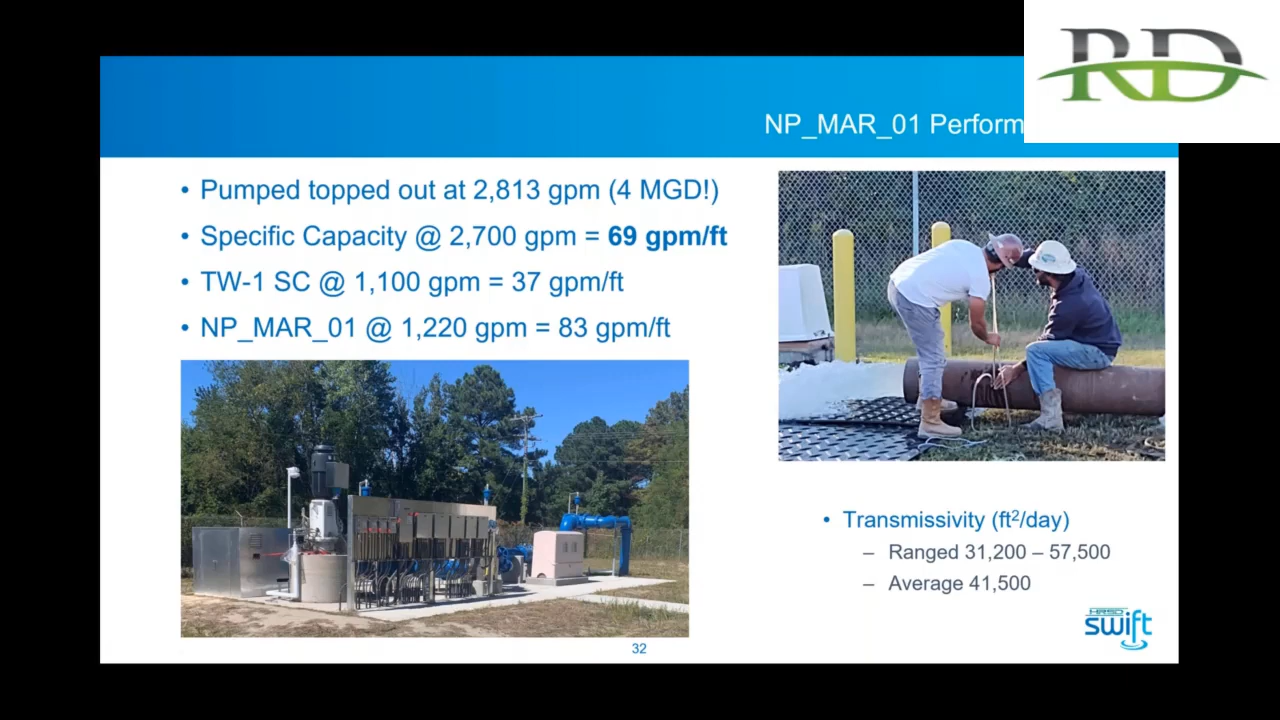 RD
NP_MAR_01 Perform
• Pumped topped out at 2,813 gpm (4 MGD!)
• Specific Capacity @ 2,700 gpm = 69 gpm/ft
• TW-1 SC @ 1,100 gpm = 37 gpm/ft
• NP_MAR_01 @ 1,220 gpm = 83 gpm/ft
• Transmissivity (ft²/day)
– Ranged 31,200 – 57,500
– Average 41,500
HRSD
swift
32